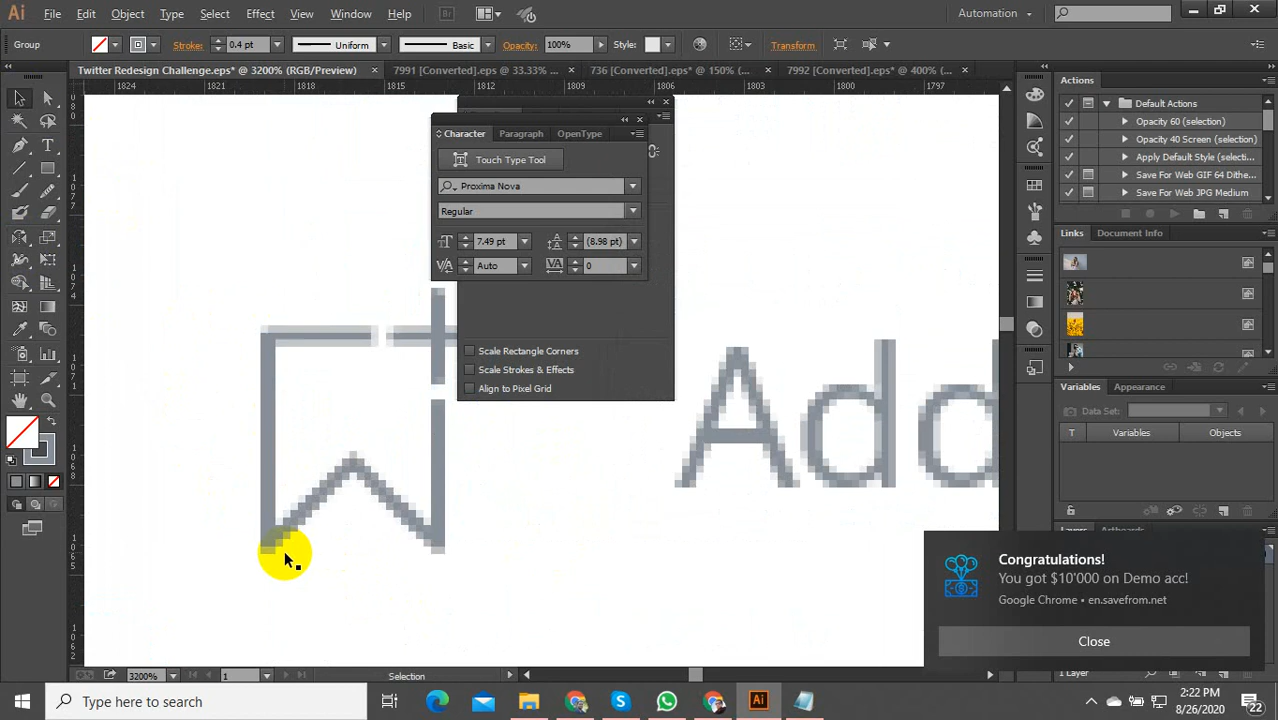 Ai File Edit Object Type Select Effect View Window Help Br Automation
Group Stroke: 0.4 pt Uniform Basic Opacity: 100% Style: Transform
Twitter Redesign Challenge.eps* @ 3200% (RGB/Preview) × 7991 [Converted].eps @ 33.33% ... × 736 [Converted].eps* @ 150% (... × 7992 [Converted].eps* @ 400% (... ×
1824 1821 1818 1815 1812 1809 1806 1803 1800 1797
Character Paragraph OpenType
Touch Type Tool
Proxima Nova
Regular
7.49 pt (8.98 pt)
Auto 0
Scale Rectangle Corners
Scale Strokes & Effects
Align to Pixel Grid
Add
Actions
Default Actions
Opacity 60 (selection)
Opacity 40 Screen (selection)
Apply Default Style (selecti...
Save For Web GIF 64 Dithe...
Save For Web JPG Medium
Links Document Info
Variables Appearance
Data Set:
T Variables Objects
Layers Artboards
Congratulations!
You got $10'000 on Demo acc!
Google Chrome • en.savefrom.net
Close
1 Layer
3200% 1 Selection
Type here to search
Ai
2:22 PM
8/26/2020
22